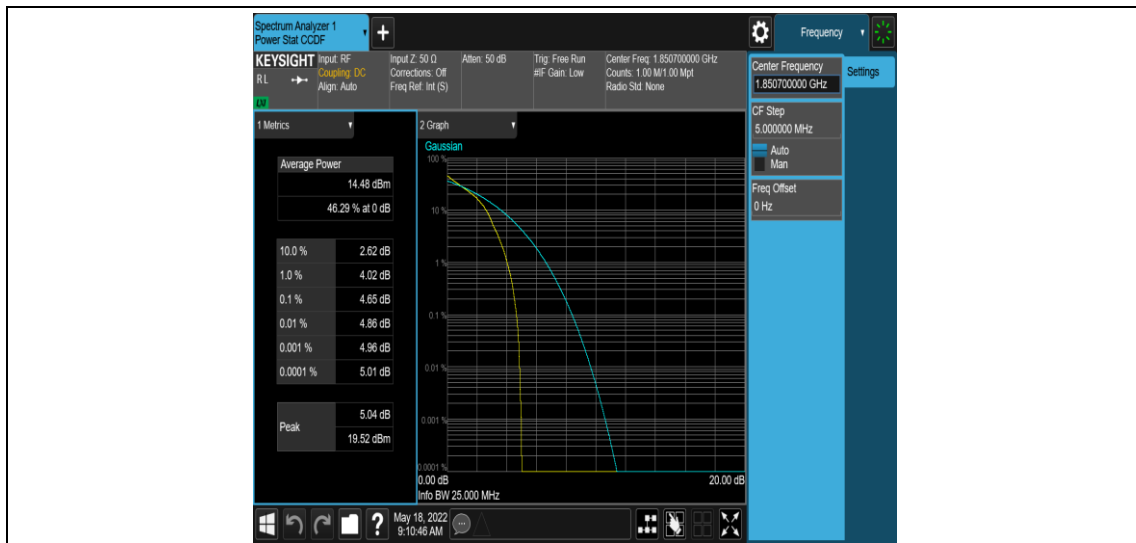 Spectrum Analyzer 1
Power Stat CCDF
+
Frequency
KEYSIGHT
RL
LXI
Input: RF
Coupling: DC
Align: Auto
Input Z: 50 Ω
Corrections: Off
Freq Ref: Int (S)
Atten: 50 dB
Trig: Free Run
#IF Gain: Low
Center Freq: 1.850700000 GHz
Counts: 1.00 M/1.00 Mpt
Radio Std: None
Center Frequency
1.850700000 GHz
Settings
CF Step
5.000000 MHz
Auto
Man
Freq Offset
0 Hz
1 Metrics
Average Power
14.48 dBm
46.29 % at 0 dB
10.0 % 2.62 dB
1.0 % 4.02 dB
0.1 % 4.65 dB
0.01 % 4.86 dB
0.001 % 4.96 dB
0.0001 % 5.01 dB
Peak
5.04 dB
19.52 dBm
2 Graph
Gaussian
100 %
10 %
1 %
0.1 %
0.01 %
0.001 %
0.0001 %
0.00 dB 20.00 dB
Info BW 25.000 MHz
?
May 18, 2022
9:10:46 AM